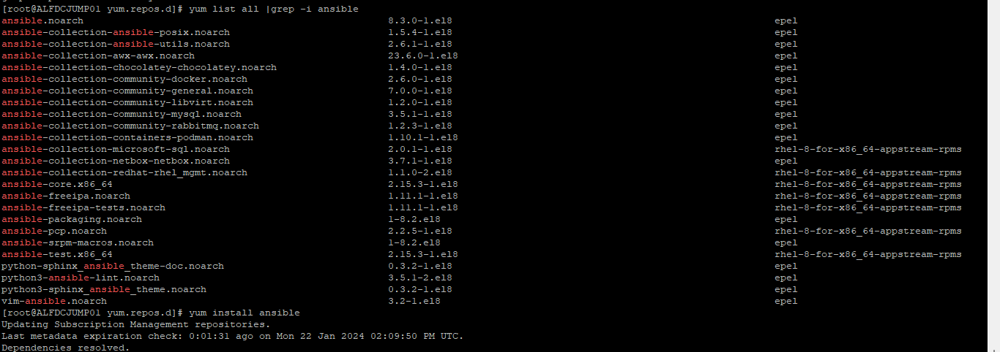 [root@ALFDCJUMP01 yum.repos.d]# yum list all |grep -i ansible
ansible.noarch 8.3.0-1.el8 epel
ansible-collection-ansible-posix.noarch 1.5.4-1.el8 epel
ansible-collection-ansible-utils.noarch 2.6.1-1.el8 epel
ansible-collection-awx-awx.noarch 23.6.0-1.el8 epel
ansible-collection-chocolatey-chocolatey.noarch 1.4.0-1.el8 epel
ansible-collection-community-docker.noarch 2.6.0-1.el8 epel
ansible-collection-community-general.noarch 7.0.0-1.el8 epel
ansible-collection-community-libvirt.noarch 1.2.0-1.el8 epel
ansible-collection-community-mysql.noarch 3.5.1-1.el8 epel
ansible-collection-community-rabbitmq.noarch 1.2.3-1.el8 epel
ansible-collection-containers-podman.noarch 1.10.1-1.el8 epel
ansible-collection-microsoft-sql.noarch 2.0.1-1.el8 rhel-8-for-x86_64-appstream-rpms
ansible-collection-netbox-netbox.noarch 3.7.1-1.el8 epel
ansible-collection-redhat-rhel_mgmt.noarch 1.1.0-2.el8 rhel-8-for-x86_64-appstream-rpms
ansible-core.x86_64 2.15.3-1.el8 rhel-8-for-x86_64-appstream-rpms
ansible-freeipa.noarch 1.11.1-1.el8 rhel-8-for-x86_64-appstream-rpms
ansible-freeipa-tests.noarch 1.11.1-1.el8 rhel-8-for-x86_64-appstream-rpms
ansible-packaging.noarch 1-8.2.el8 epel
ansible-pcp.noarch 2.2.5-1.el8 rhel-8-for-x86_64-appstream-rpms
ansible-srpm-macros.noarch 1-8.2.el8 epel
ansible-test.x86_64 2.15.3-1.el8 rhel-8-for-x86_64-appstream-rpms
python-sphinx_ansible_theme-doc.noarch 0.3.2-1.el8 epel
python3-ansible-lint.noarch 3.5.1-2.el8 epel
python3-sphinx_ansible_theme.noarch 0.3.2-1.el8 epel
vim-ansible.noarch 3.2-1.el8 epel
[root@ALFDCJUMP01 yum.repos.d]# yum install ansible
Updating Subscription Management repositories.
Last metadata expiration check: 0:01:31 ago on Mon 22 Jan 2024 02:09:50 PM UTC.
Dependencies resolved.